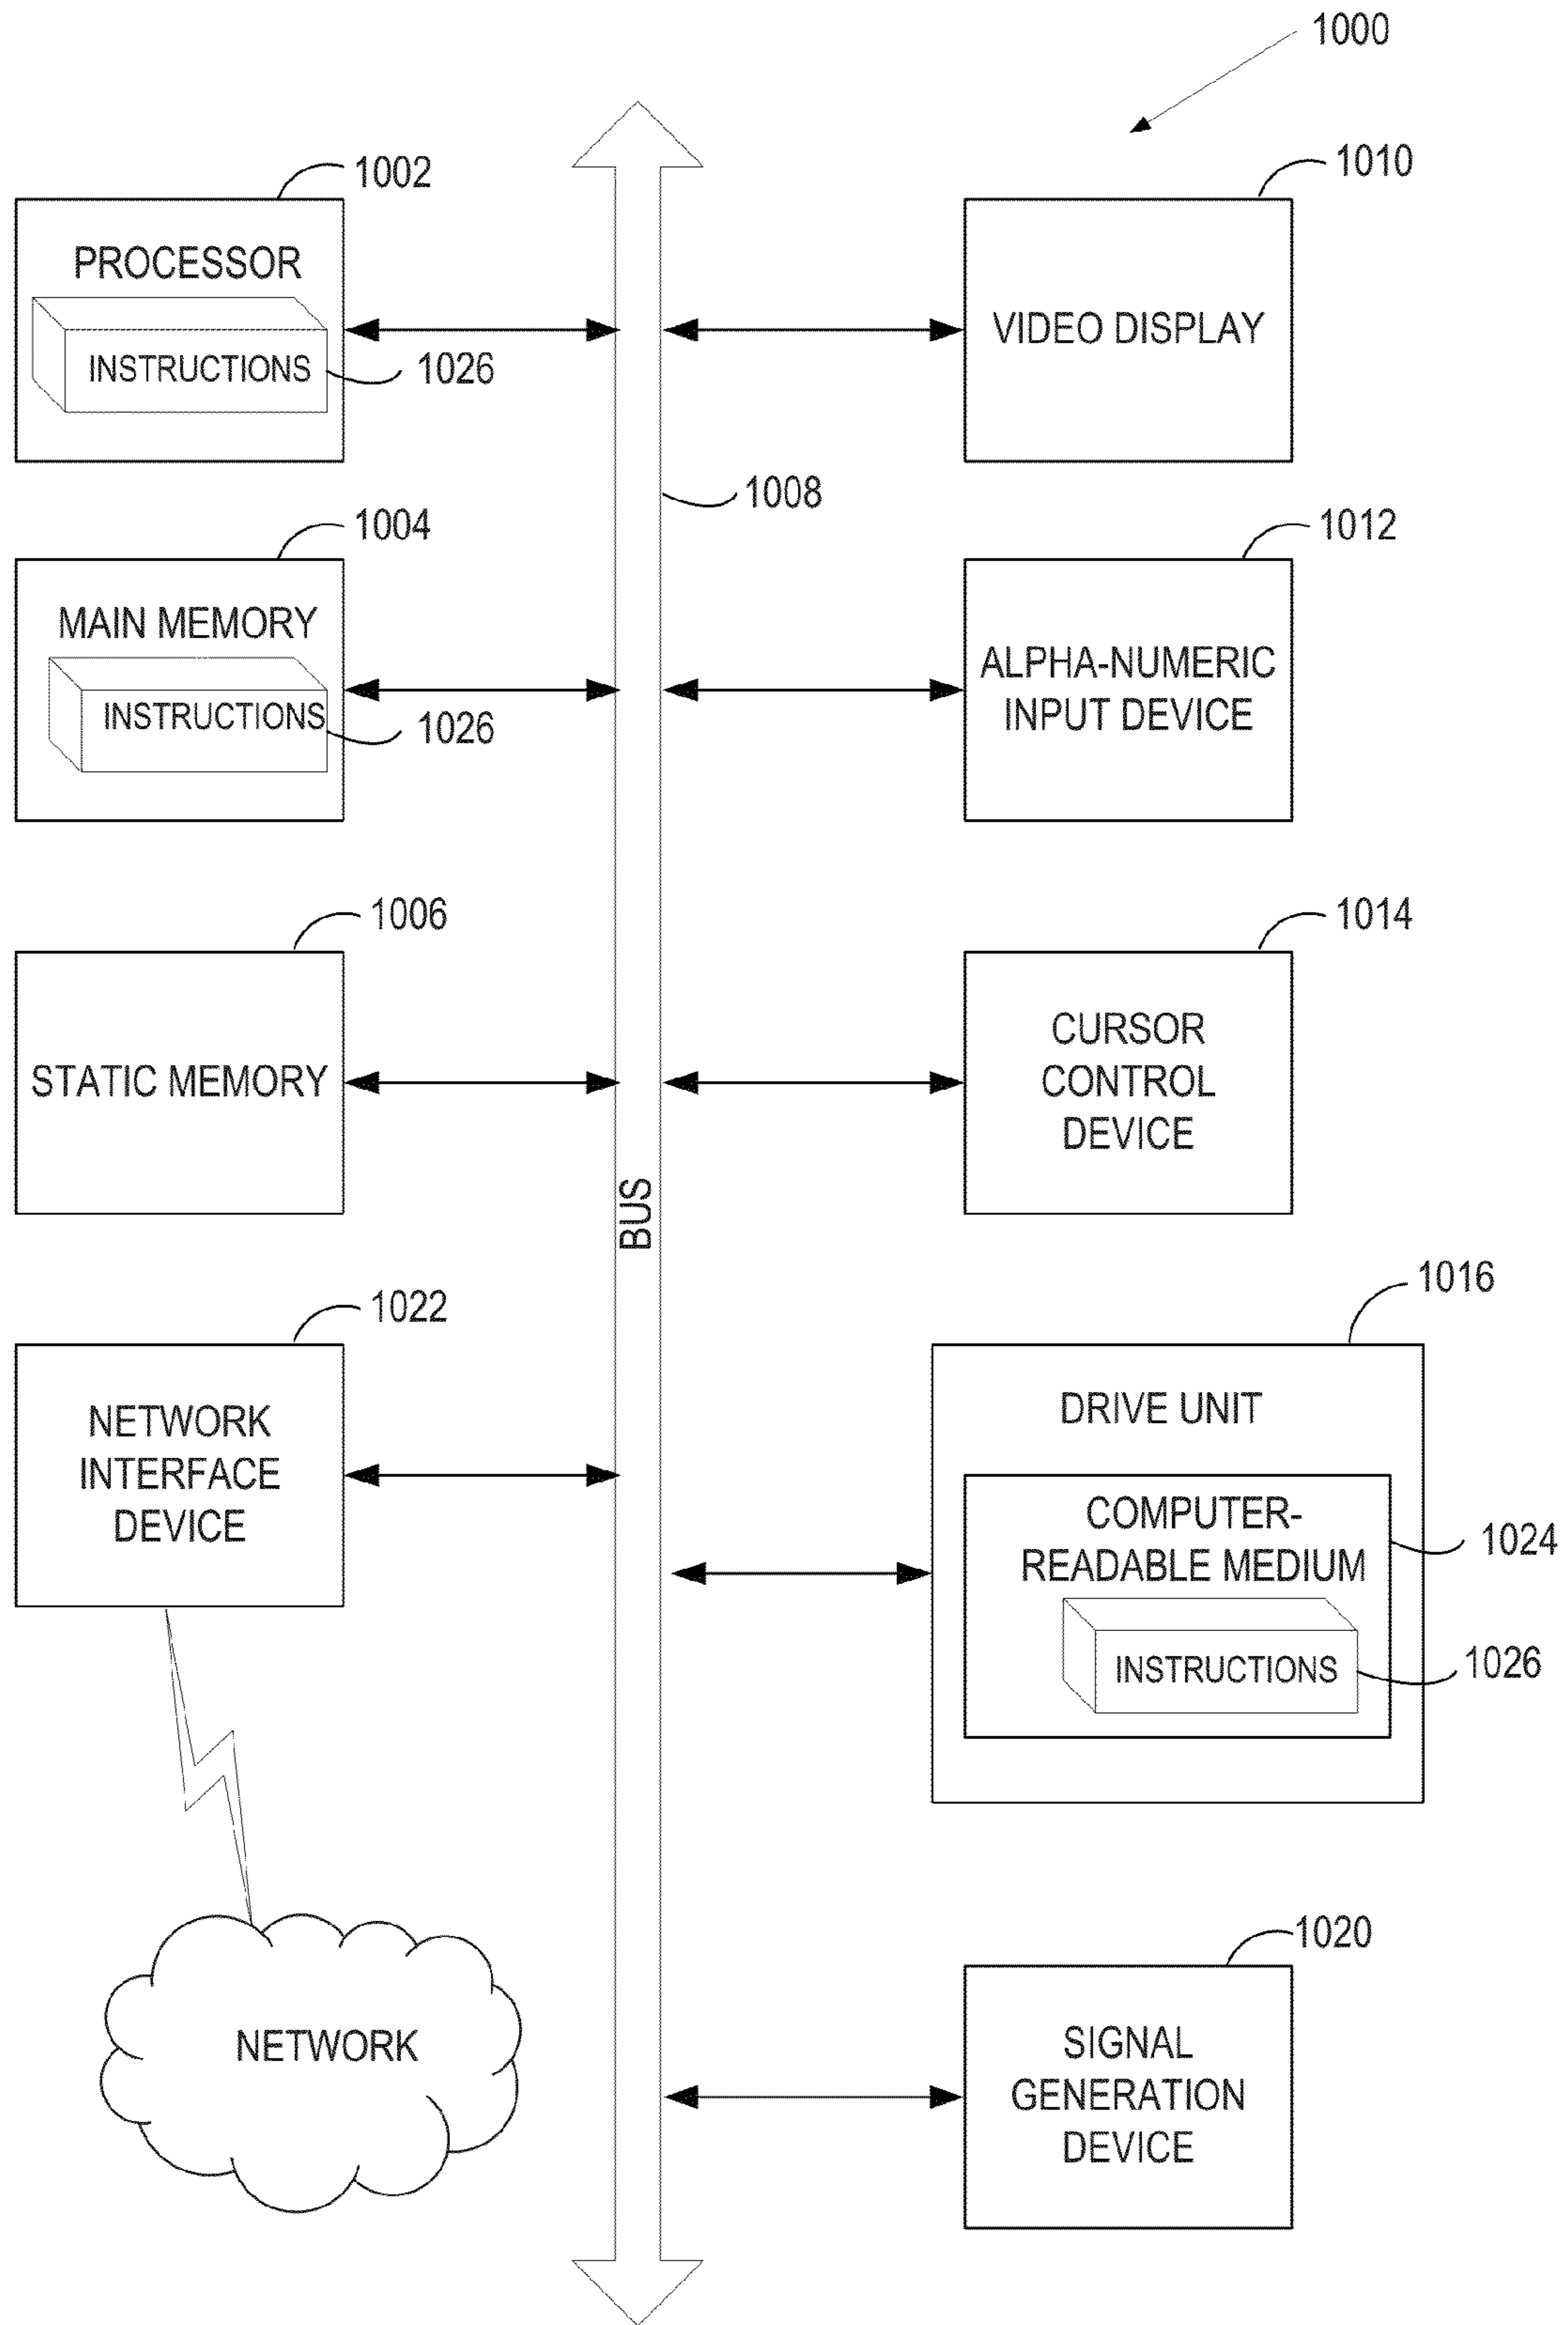 1000
1002
PROCESSOR
INSTRUCTIONS
1026
1004
MAIN MEMORY
INSTRUCTIONS
1026
1006
STATIC MEMORY
1022
NETWORK
INTERFACE
DEVICE
NETWORK
BUS
1008
1010
VIDEO DISPLAY
1012
ALPHA-NUMERIC
INPUT DEVICE
1014
CURSOR
CONTROL
DEVICE
1016
DRIVE UNIT
COMPUTER-
READABLE MEDIUM
1024
INSTRUCTIONS
1026
1020
SIGNAL
GENERATION
DEVICE